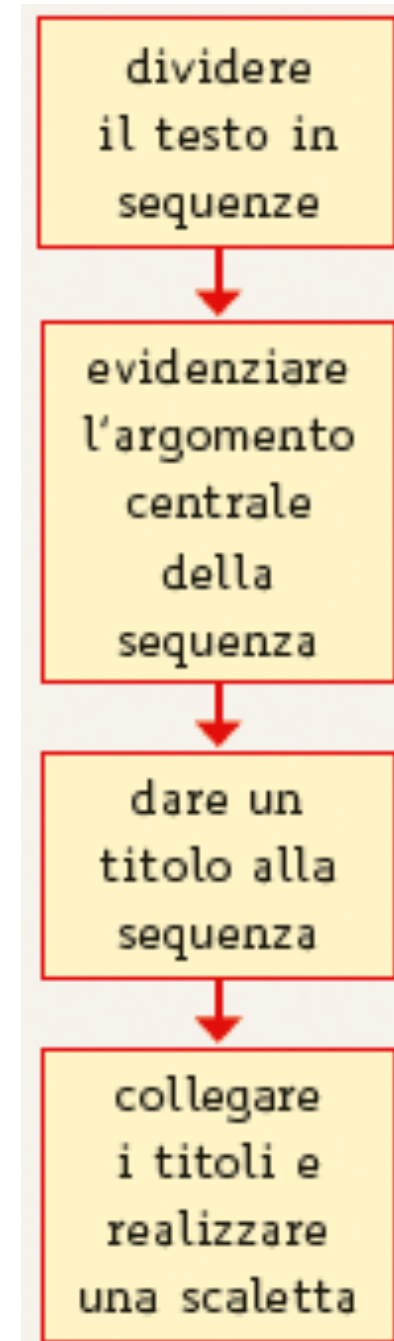 dividere
il testo in
sequenze
evidenziare
l'argomento
centrale
della
sequenza
dare un
titolo alla
sequenza
collegare
i titoli e
realizzare
una scaletta